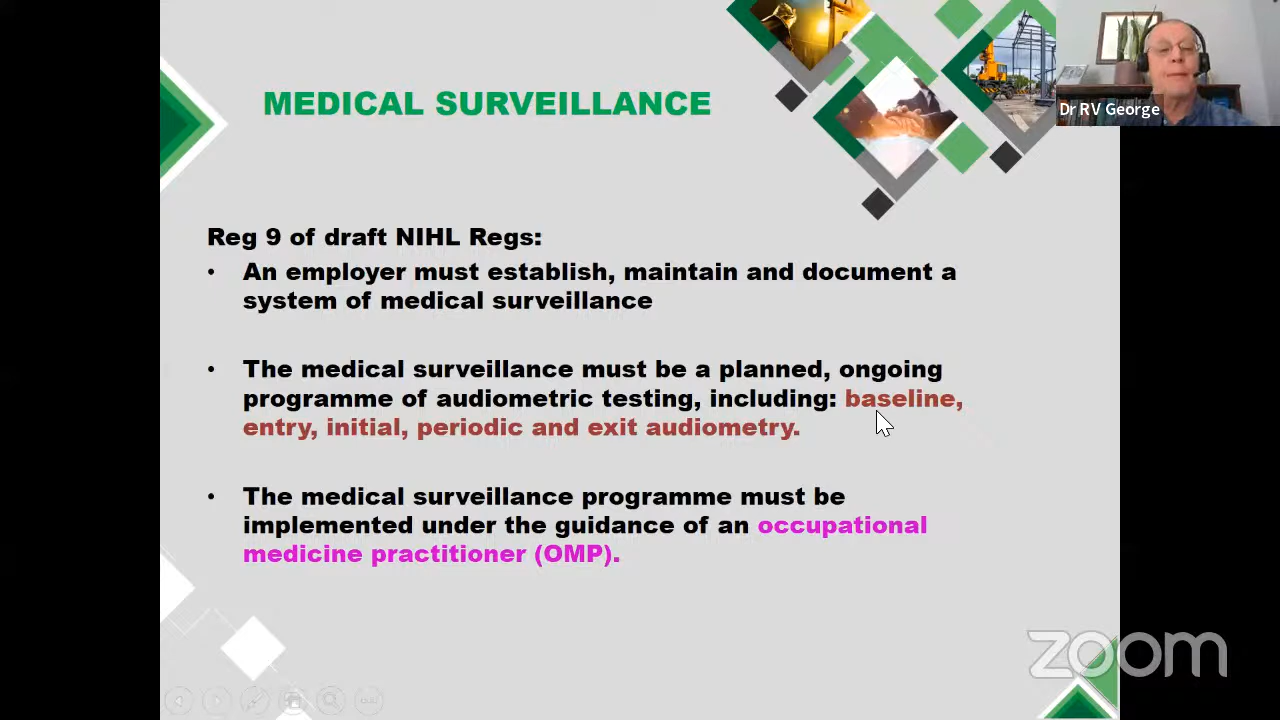 MEDICAL SURVEILLANCE
Dr RV George
Reg 9 of draft NIHL Regs:
• An employer must establish, maintain and document a
system of medical surveillance
• The medical surveillance must be a planned, ongoing
programme of audiometric testing, including: baseline,
entry, initial, periodic and exit audiometry.
• The medical surveillance programme must be
implemented under the guidance of an occupational
medicine practitioner (OMP).
zoom